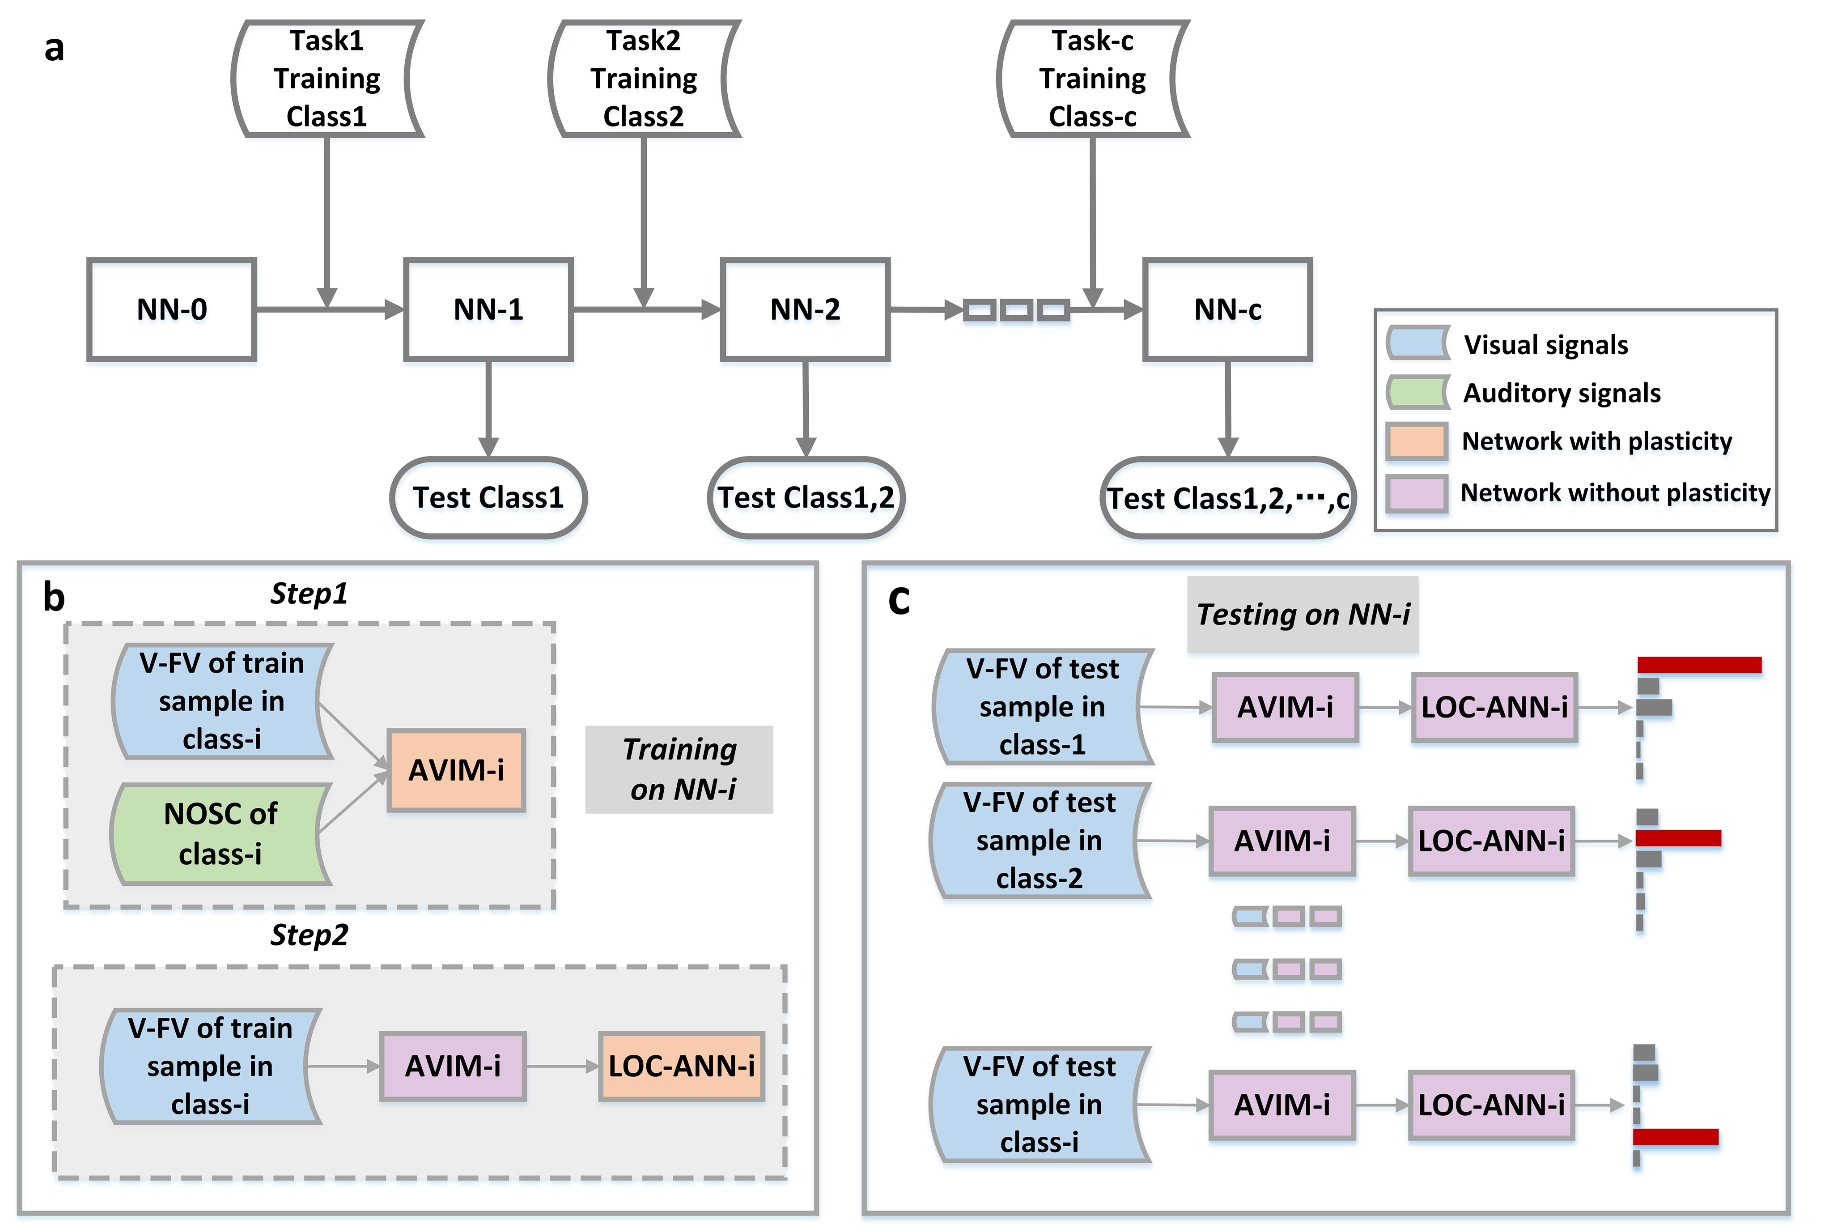 a
Task1
Training
Class1
Task2
Training
Class2
Task-c
Training
Class-c
NN-0
NN-1
NN-2
NN-c
Test Class1
Test Class1,2
Test Class1,2,···,c
Visual signals
Auditory signals
Network with plasticity
Network without plasticity
b
Step1
V-FV of train
sample in
class-i
NOSC of
class-i
AVIM-i
Training
on NN-i
Step2
V-FV of train
sample in
class-i
AVIM-i
LOC-ANN-i
c
Testing on NN-i
V-FV of test
sample in
class-1
AVIM-i
LOC-ANN-i
V-FV of test
sample in
class-2
AVIM-i
LOC-ANN-i
V-FV of test
sample in
class-i
AVIM-i
LOC-ANN-i